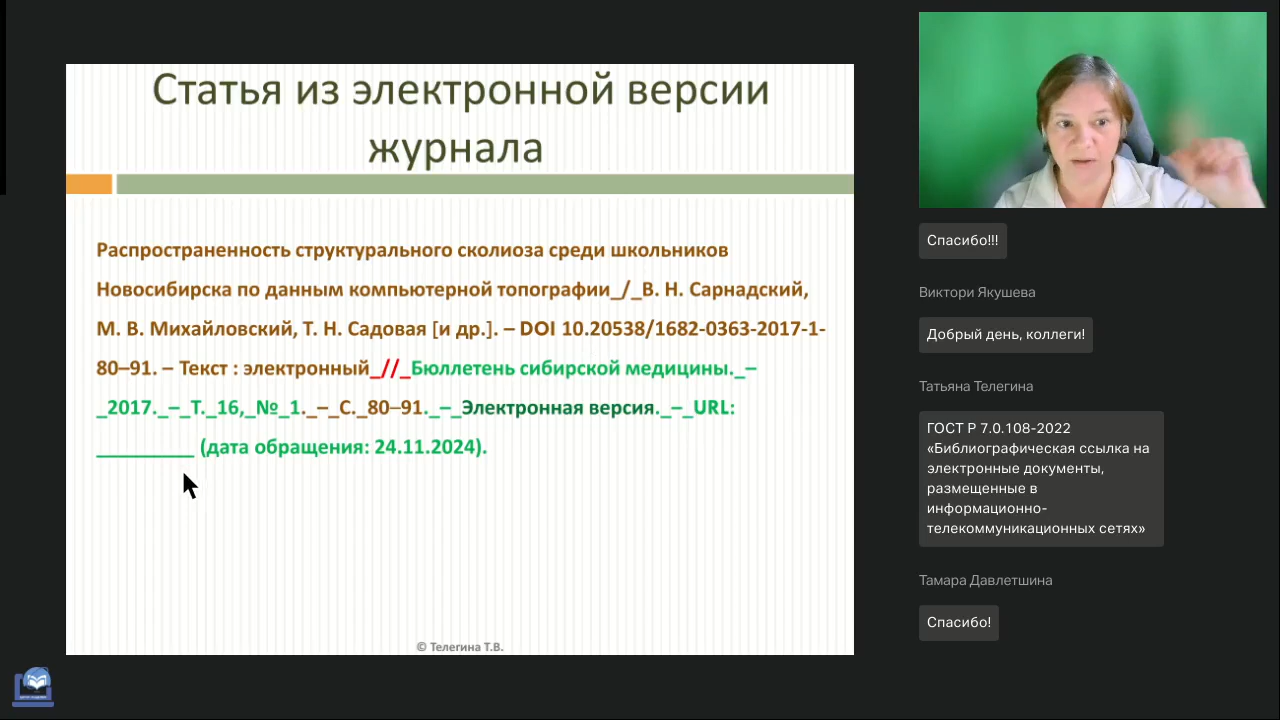 Статья из электронной версии
журнала
Распространенность структурального сколиоза среди школьников
Новосибирска по данным компьютерной топографии_/_В. Н. Сарнадский,
М. В. Михайловский, Т. Н. Садовая [и др.]. – DOI 10.20538/1682-0363-2017-1-
80–91. – Текст : электронный_//_Бюллетень сибирской медицины._–
_2017._–_Т._16,_№_1._–_С._80–91._–_Электронная версия._–_URL:
__________ (дата обращения: 24.11.2024).
© Телегина Т.В.
Спасибо!!!
Виктори Якушева
Добрый день, коллеги!
Татьяна Телегина
ГОСТ Р 7.0.108-2022
«Библиографическая ссылка на
электронные документы,
размещенные в
информационно-
телекоммуникационных сетях»
Тамара Давлетшина
Спасибо!